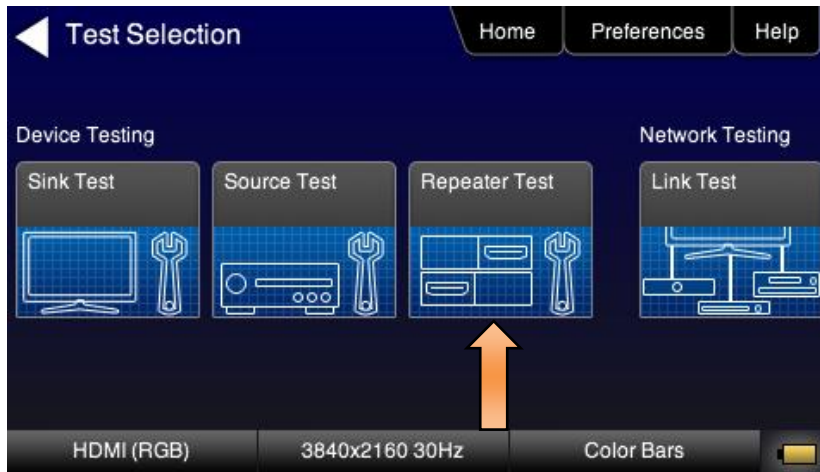 Test Selection
Home
Preferences
Help
Device Testing
Network Testing
Sink Test
Source Test
Repeater Test
Link Test
HDMI (RGB)
3840x2160 30Hz
Color Bars